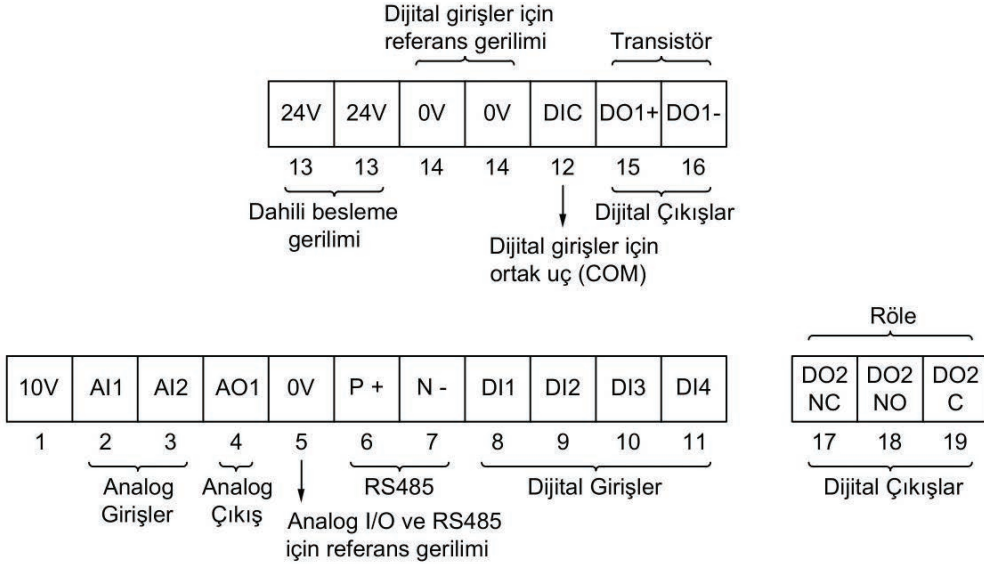 Dijital girişler için
referans gerilimi
Transistör
24V 24V 0V 0V DIC DO1+ DO1-
13 13 14 14 12 15 16
Dahili besleme
gerilimi
Dijital Çıkışlar
Dijital girişler için
ortak uç (COM)
Röle
10V AI1 AI2 AO1 0V P + N - DI1 DI2 DI3 DI4
DO2 NC DO2 NO DO2 C
1 2 3 4 5 6 7 8 9 10 11 17 18 19
Analog
Girişler
Analog
Çıkış
RS485
Dijital Girişler
Dijital Çıkışlar
Analog I/O ve RS485
için referans gerilimi